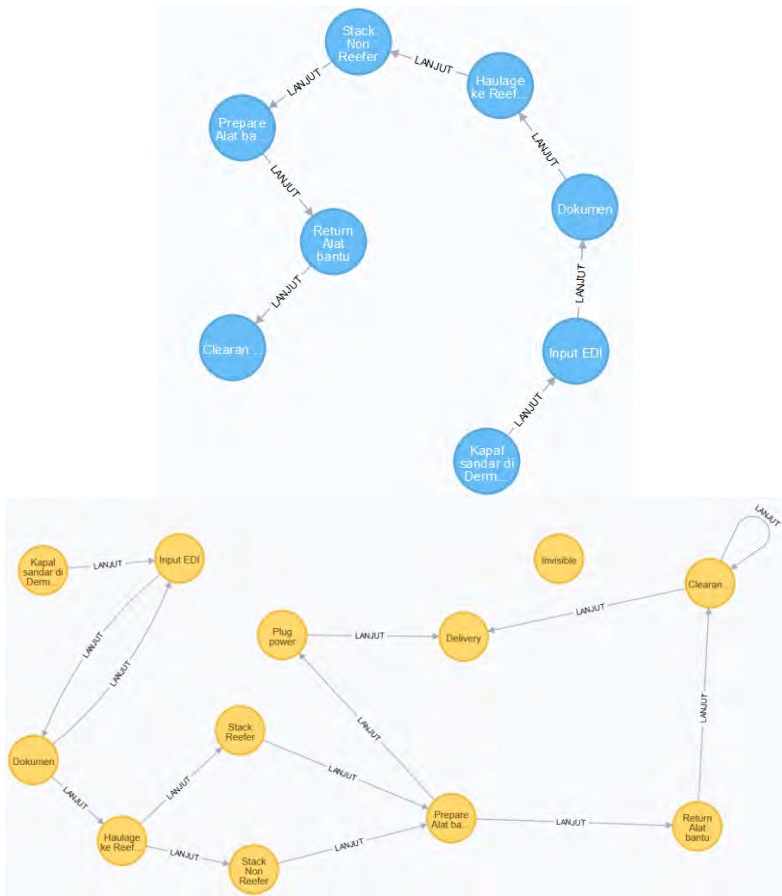 Stack
Non
Reefer
LANJUT
Haulage
ke Reef...
LANJUT
Prepare
Alat ba...
LANJUT
LANJUT
Dokumen
Return
Alat
bantu
LANJUT
LANJUT
Clearan...
Input EDI
LANJUT
Kapal
sandar di
Derm...
LANJUT
Kapal
sandar di
Derm...
LANJUT
Input EDI
Invisible
Clearan...
LANJUT
LANJUT
LANJUT
Plug
power
LANJUT
Delivery
LANJUT
Stack
Reefer
Dokumen
LANJUT
LANJUT
LANJUT
LANJUT
LANJUT
Haulage
ke Reef...
LANJUT
Stack
Non
Reefer
LANJUT
Prepare
Alat ba...
LANJUT
Return
Alat
bantu